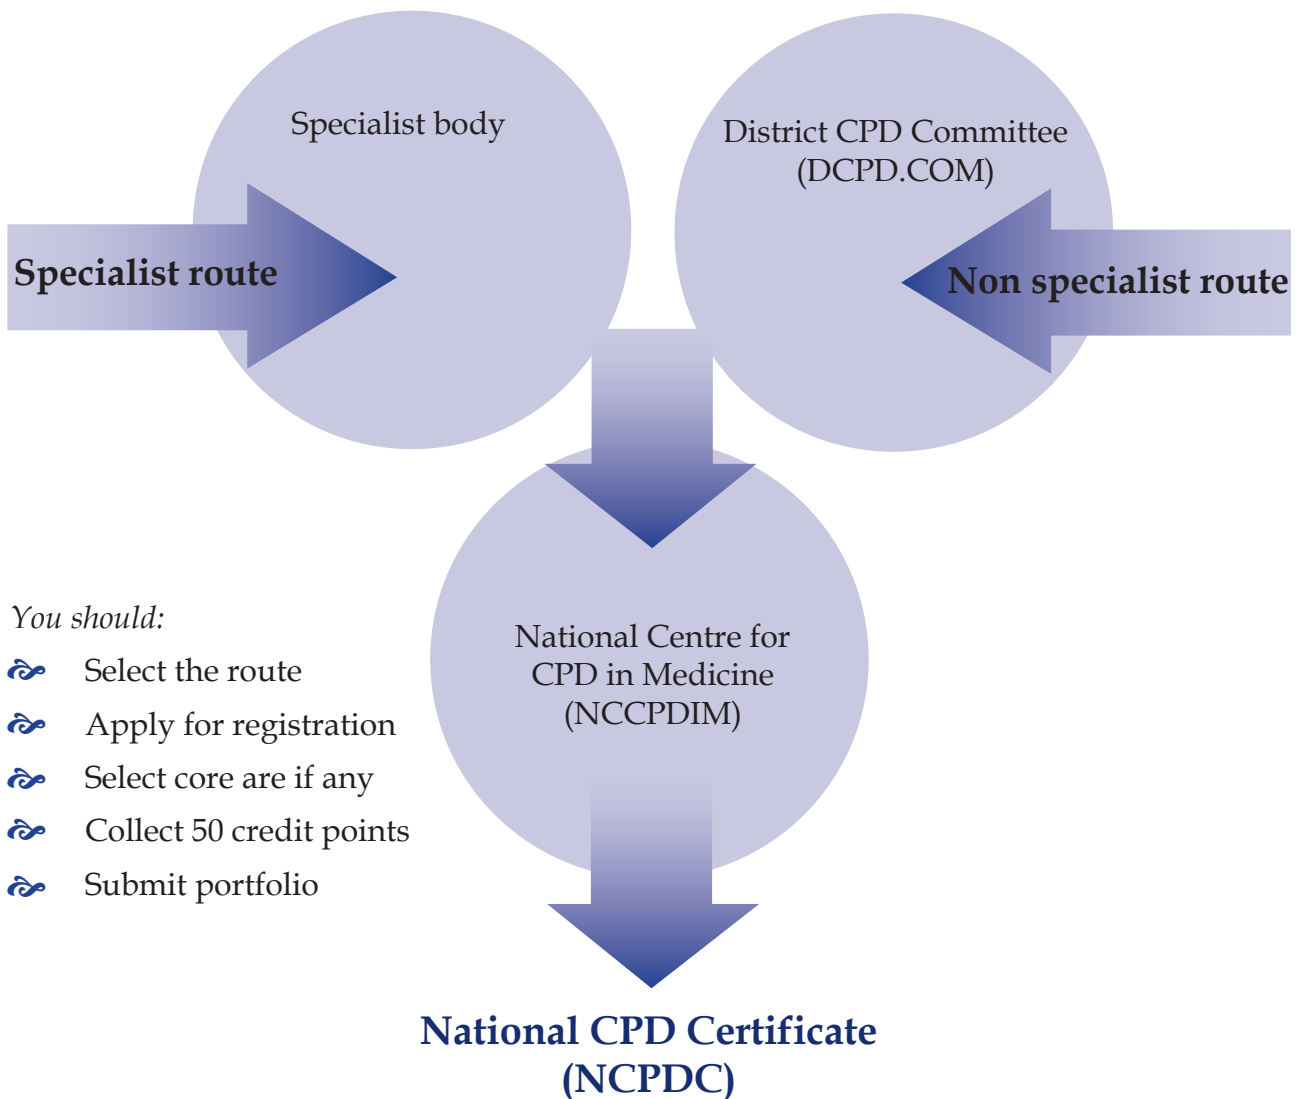 Specialist body
District CPD Committee
(DCPD.COM)
Specialist route
Non specialist route
National Centre for
CPD in Medicine
(NCCPDIM)
You should:
Select the route
Apply for registration
Select core are if any
Collect 50 credit points
Submit portfolio
National CPD Certificate
(NCPDC)